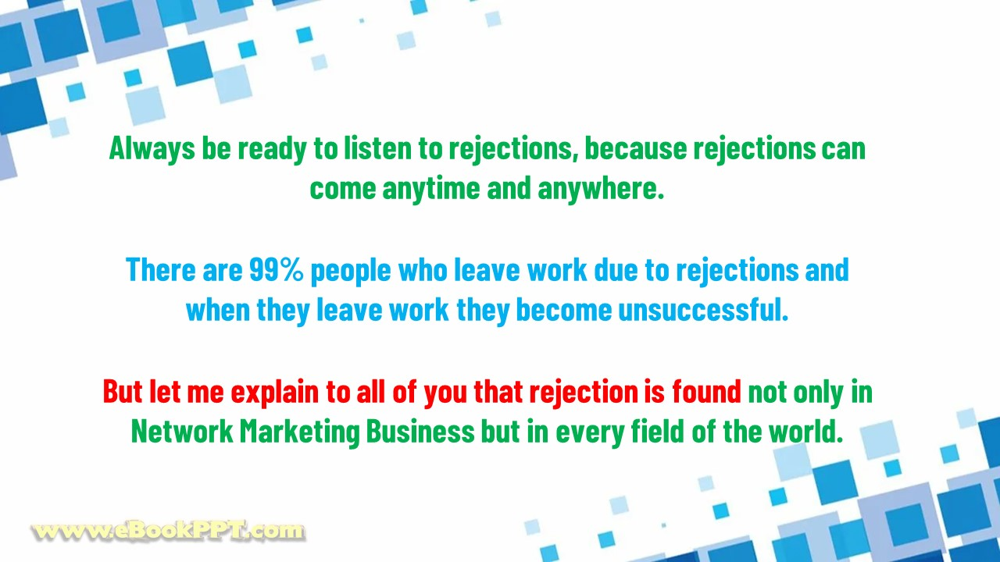 Always be ready to listen to rejections, because rejections can
come anytime and anywhere.
There are 99% people who leave work due to rejections and
when they leave work they become unsuccessful.
But let me explain to all of you that rejection is found not only in
Network Marketing Business but in every field of the world.
www.eBookPPT.com